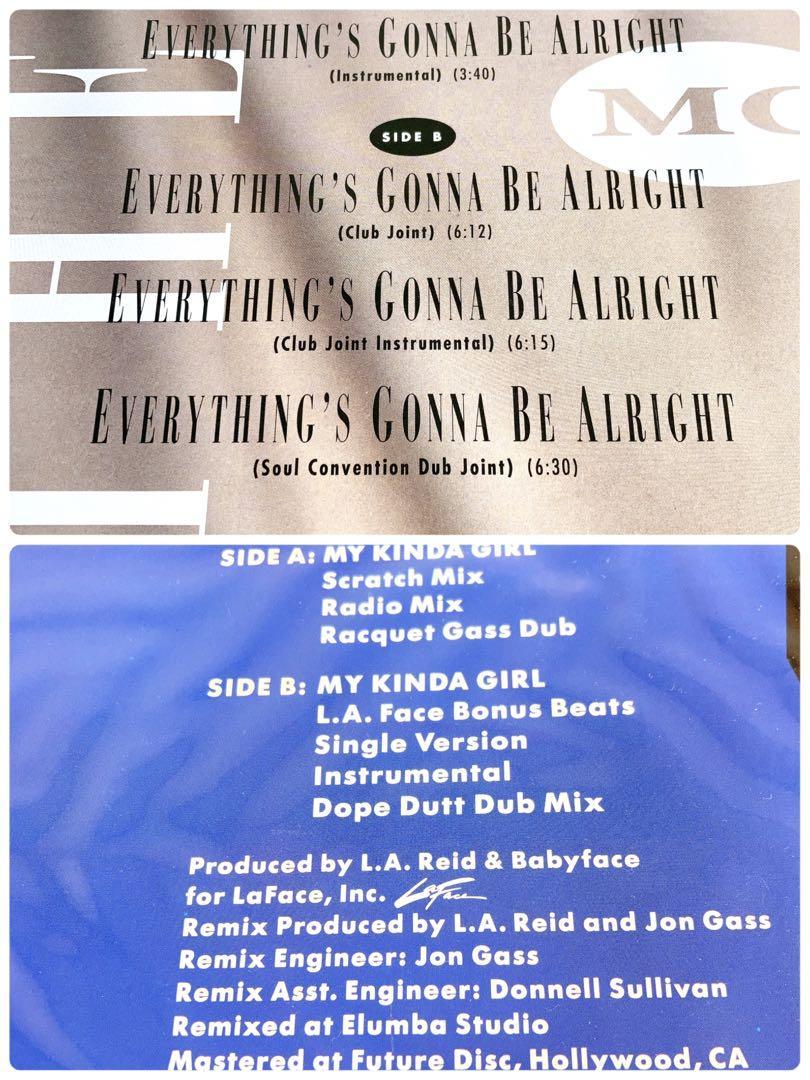 EVERYTHING'S GONNA BE ALRIGHT
(Instrumental) (3:40)
MO
SIDE B
EVERYTHING'S GONNA BE ALRIGHT
(Club Joint) (6:12)
EVERYTHING'S GONNA BE ALRIGHT
(Club Joint Instrumental) (6:15)
EVERYTHING'S GONNA BE ALRIGHT
(Soul Convention Dub Joint) (6:30)
SIDE A: MY KINDA GIRL
Scratch Mix
Radio Mix
Racquet Gass Dub
SIDE B: MY KINDA GIRL
L.A. Face Bonus Beats
Single Version
Instrumental
Dope Dutt Dub Mix
Produced by L.A. Reid & Babyface
for LaFace, Inc. LaFace
Remix Produced by L.A. Reid and Jon Gass
Remix Engineer: Jon Gass
Remix Asst. Engineer: Donnell Sullivan
Remixed at Elumba Studio
Mastered at Future Disc, Hollywood, CA